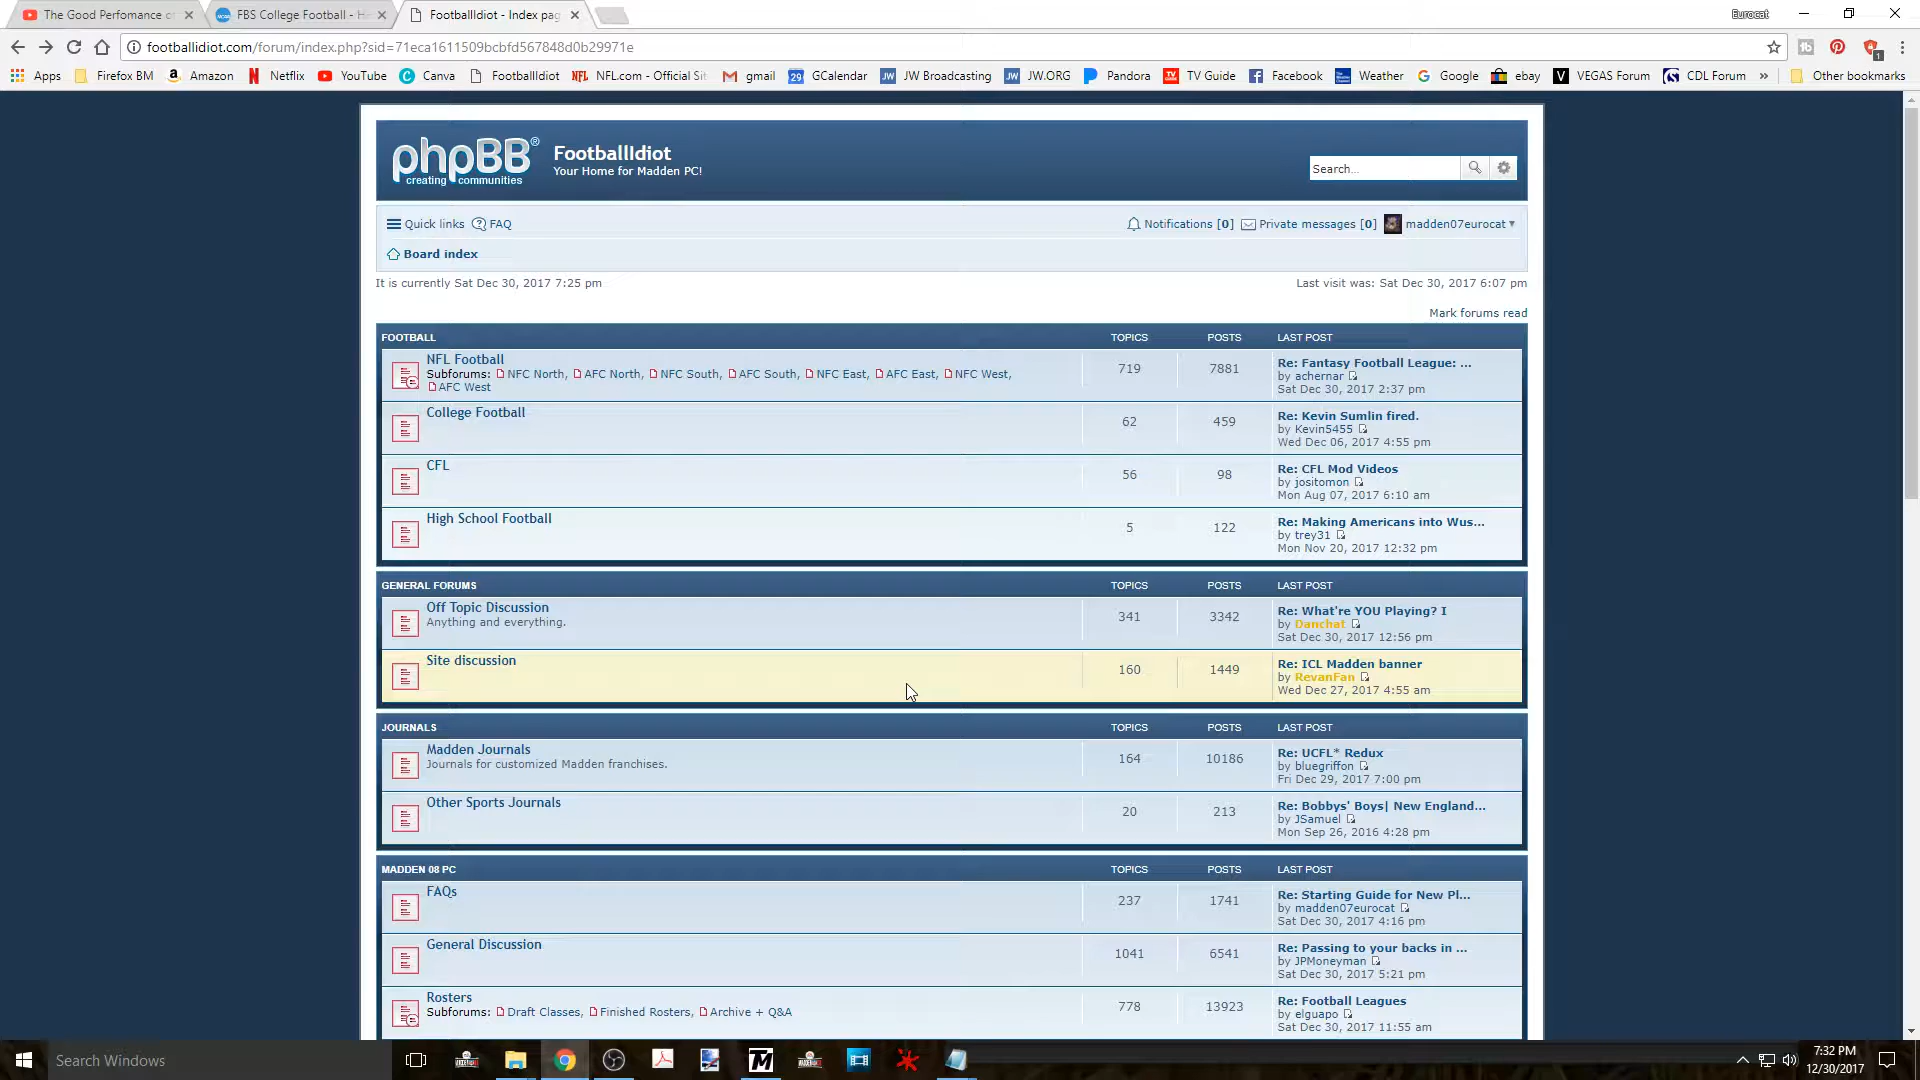 The Good Perfomance or
FBS College Football - H
FootballIdiot - Index pag
Eurocat
footballidiot.com/forum/index.php?sid=71eca1611509bcbfd567848d0b29971e
Apps Firefox BM Amazon Netflix YouTube Canva FootballIdiot NFL.com - Official Sit gmail GCalendar JW Broadcasting JW.ORG Pandora TV Guide Facebook Weather Google ebay VEGAS Forum CDL Forum » Other bookmarks
phpBB®
creating communities
FootballIdiot
Your Home for Madden PC!
Search...
Quick links FAQ
Notifications [0] Private messages [0] madden07eurocat
Board index
It is currently Sat Dec 30, 2017 7:25 pm
Last visit was: Sat Dec 30, 2017 6:07 pm
Mark forums read
FOOTBALL TOPICS POSTS LAST POST
NFL Football
Subforums: NFC North, AFC North, NFC South, AFC South, NFC East, AFC East, NFC West,
AFC West
719 7881
Re: Fantasy Football League: ...
by achernar
Sat Dec 30, 2017 2:37 pm
College Football
62 459
Re: Kevin Sumlin fired.
by Kevin5455
Wed Dec 06, 2017 4:55 pm
CFL
56 98
Re: CFL Mod Videos
by jositomon
Mon Aug 07, 2017 6:10 am
High School Football
5 122
Re: Making Americans into Wus...
by trey31
Mon Nov 20, 2017 12:32 pm
GENERAL FORUMS TOPICS POSTS LAST POST
Off Topic Discussion
Anything and everything.
341 3342
Re: What're YOU Playing? I
by Danchat
Sat Dec 30, 2017 12:56 pm
Site discussion
160 1449
Re: ICL Madden banner
by RevanFan
Wed Dec 27, 2017 4:55 am
JOURNALS TOPICS POSTS LAST POST
Madden Journals
Journals for customized Madden franchises.
164 10186
Re: UCFL* Redux
by bluegriffon
Fri Dec 29, 2017 7:00 pm
Other Sports Journals
20 213
Re: Bobbys' Boys| New England...
by JSamuel
Mon Sep 26, 2016 4:28 pm
MADDEN 08 PC TOPICS POSTS LAST POST
FAQs
237 1741
Re: Starting Guide for New Pl...
by madden07eurocat
Sat Dec 30, 2017 4:16 pm
General Discussion
1041 6541
Re: Passing to your backs in ...
by JPMoneyman
Sat Dec 30, 2017 5:21 pm
Rosters
Subforums: Draft Classes, Finished Rosters, Archive + Q&A
778 13923
Re: Football Leagues
by elguapo
Sat Dec 30, 2017 11:55 am
Search Windows
7:32 PM
12/30/2017